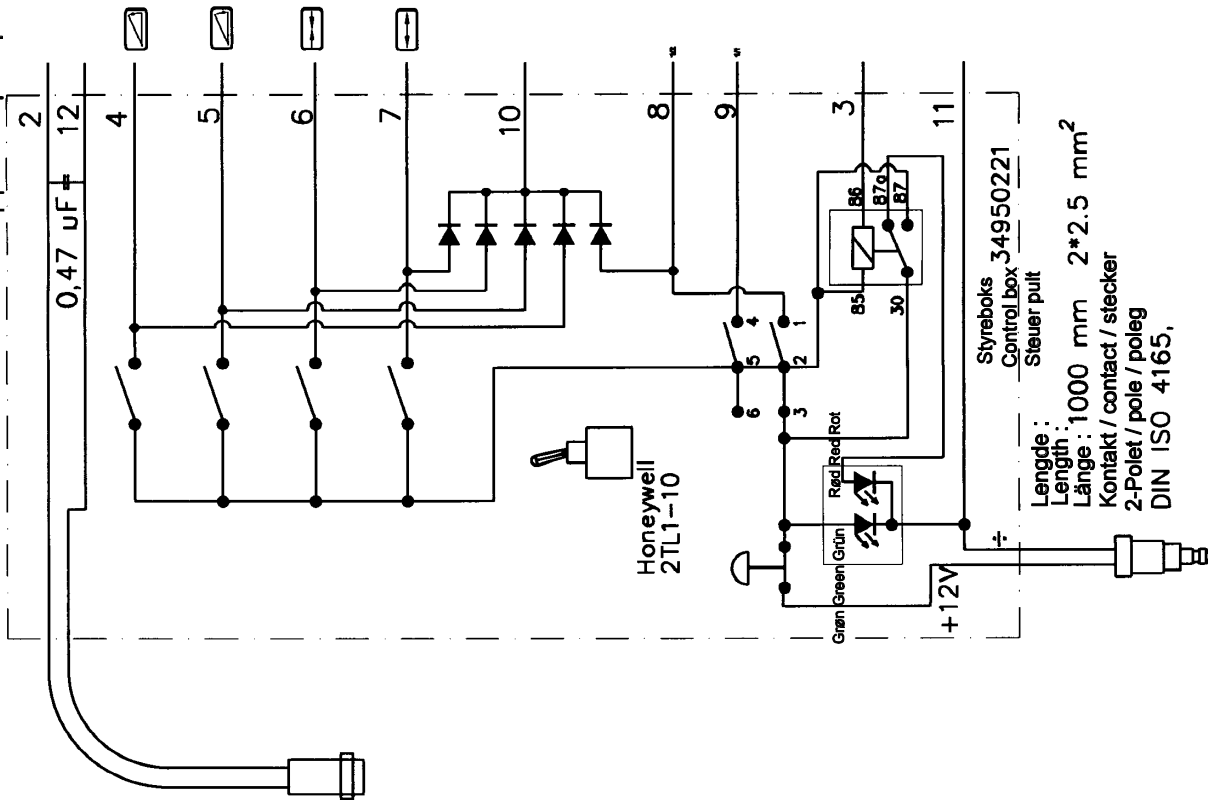 2
12
4
5
6
7
10
8
9
3
11
0,47 uF
86
87a
87
85
30
4
5
6
1
2
3
Honeywell
2TL1-10
Rød Red Rot
Grøn Green Grün
+12V
÷
Styreboks
Control box 34950221
Steuer pult
Lengde :
Length :
Länge : 1000 mm 2*2.5 mm²
Kontakt / contact / stecker
2-Polet / pole / poleg
DIN ISO 4165,